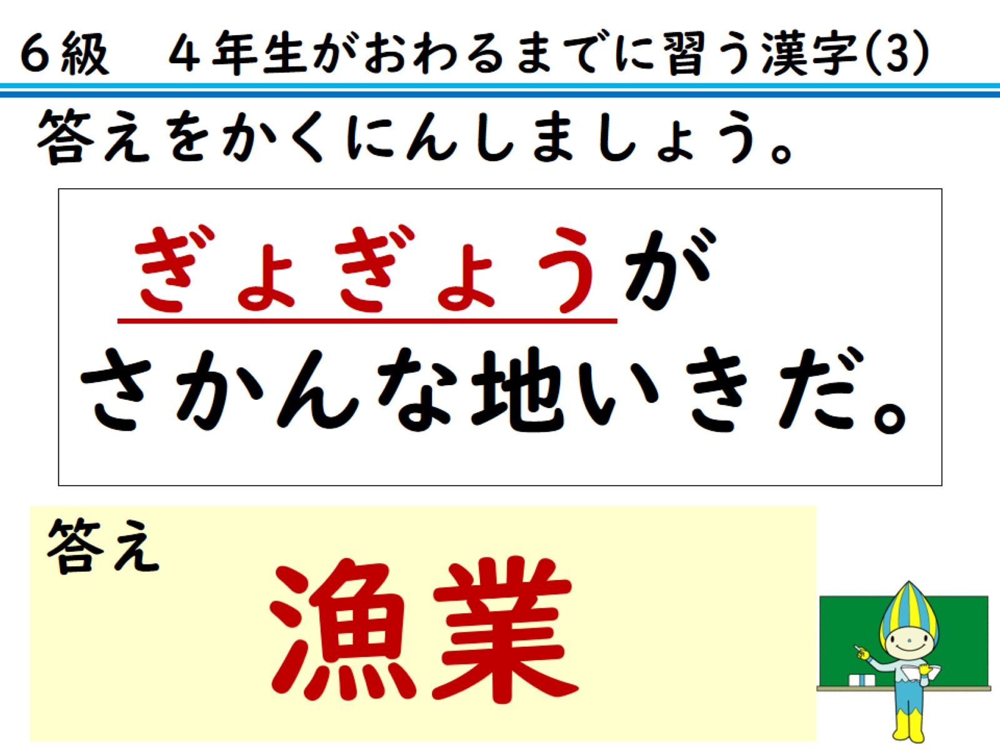 ６級　４年生がおわるまでに習う漢字(3)
答えをかくにんしましょう。
ぎょぎょうが
さかんな地いきだ。
答え
漁業